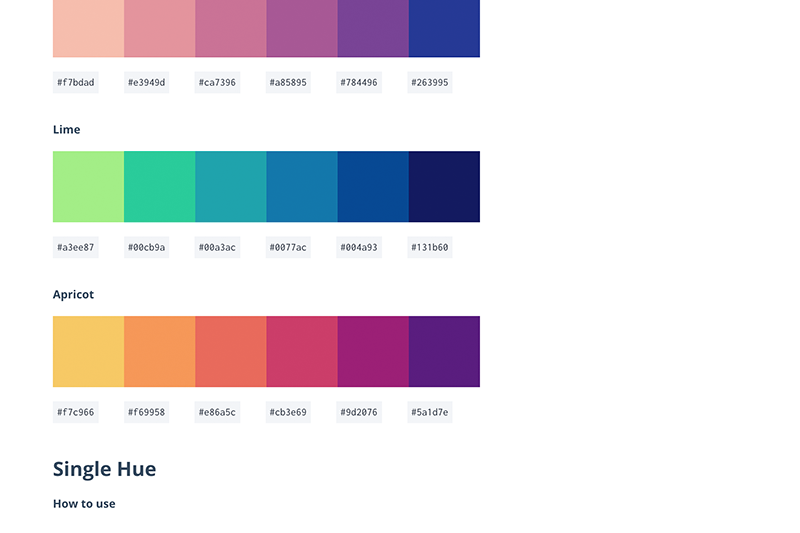 #f7bdad #e3949d #ca7396 #a85895 #784496 #263995
Lime
#a3ee87 #00cb9a #00a3ac #0077ac #004a93 #131b60
Apricot
#f7c966 #f69958 #e86a5c #cb3e69 #9d2076 #5a1d7e
Single Hue
How to use